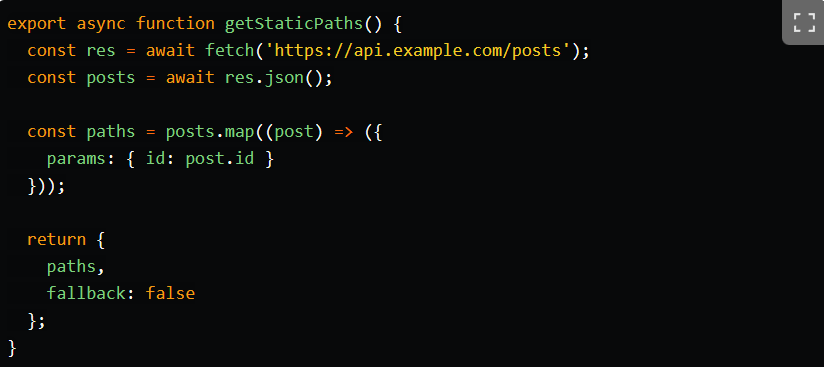 export async function getStaticPaths() {
  const res = await fetch('https://api.example.com/posts');
  const posts = await res.json();

  const paths = posts.map((post) => ({
    params: { id: post.id }
  }));

  return {
    paths,
    fallback: false
  };
}